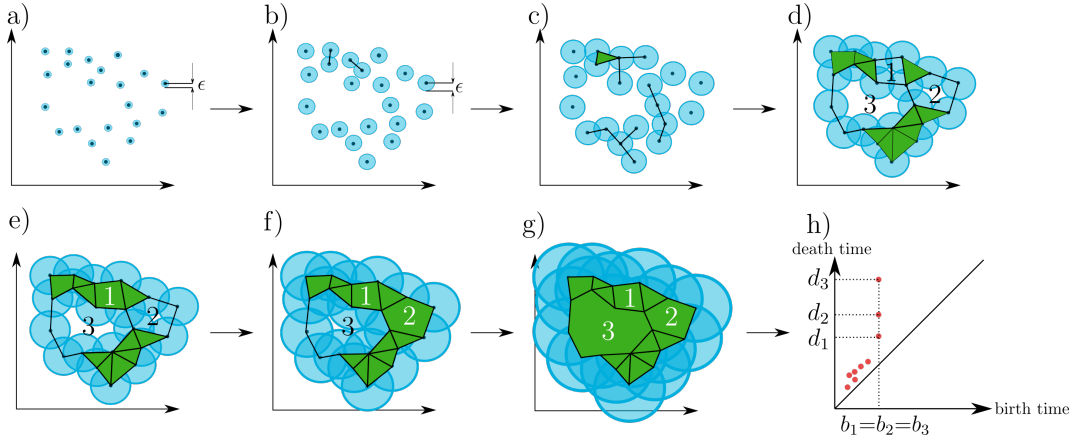 a)
b)
c)
d)
ϵ
ϵ
1
2
3
e)
f)
g)
h)
1
2
3
1
2
3
1
2
3
death time
d₃
d₂
d₁
birth time
b₁=b₂=b₃